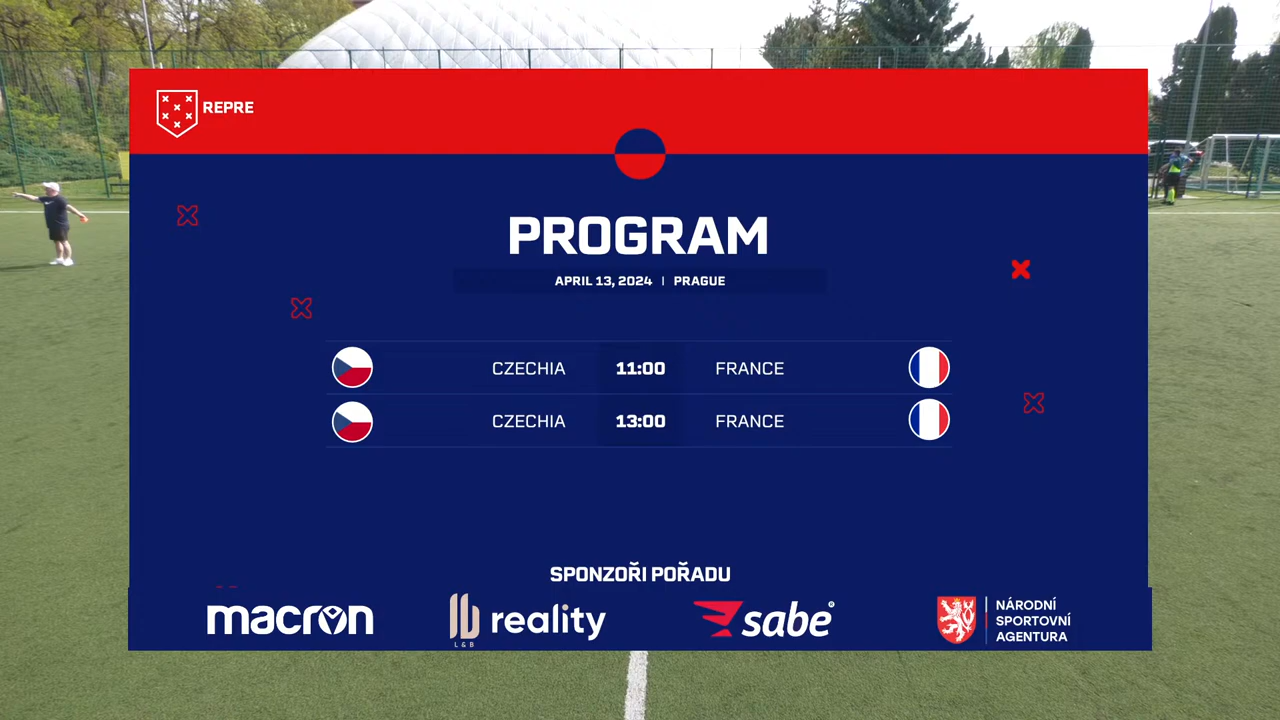 REPRE
PROGRAM
APRIL 13, 2024 | PRAGUE
CZECHIA 11:00 FRANCE
CZECHIA 13:00 FRANCE
SPONZOŘI POŘADU
macron
lb L & B reality
sabe
NÁRODNÍ
SPORTOVNÍ
AGENTURA